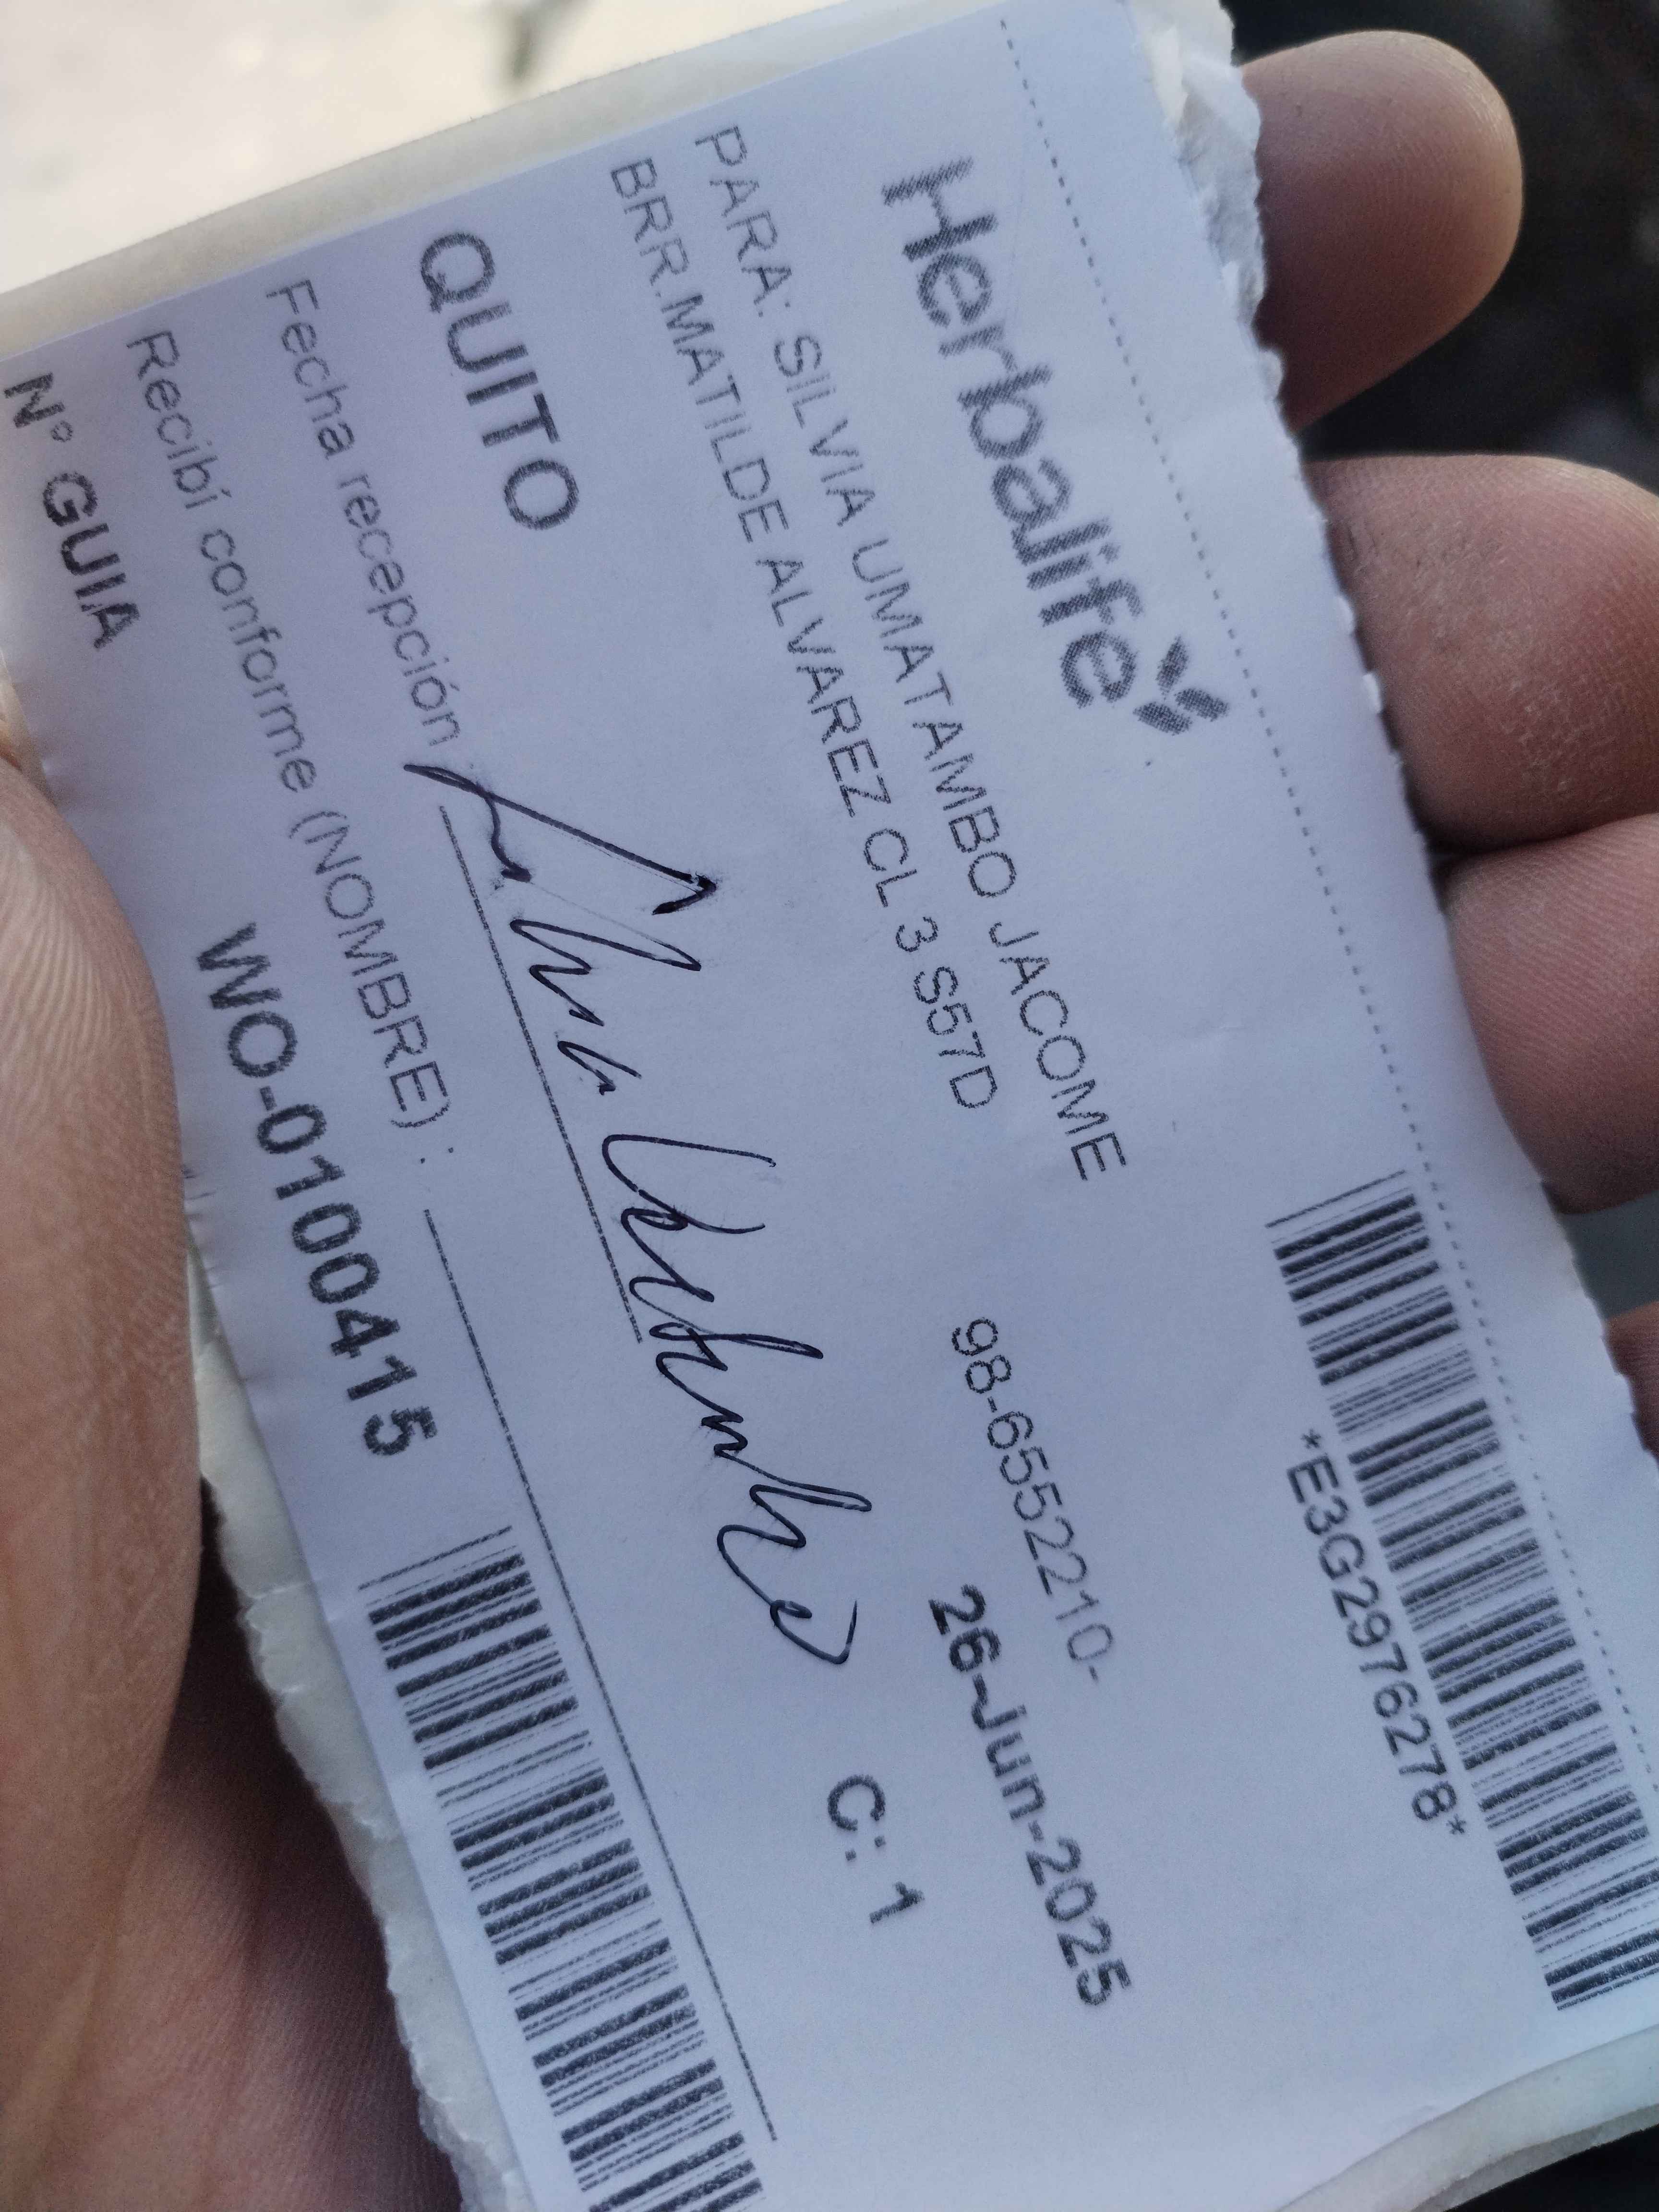 Herbalife
*E3G2976278*
PARA: SILVIA UMATAMBO JACOME
98-6552210-
BRR.MATILDE ALVAREZ CL 3 S57D
26-Jun-2025
QUITO
C: 1
Fecha recepción
Recibí conforme (NOMBRE) :
N° GUIA WO-0100415